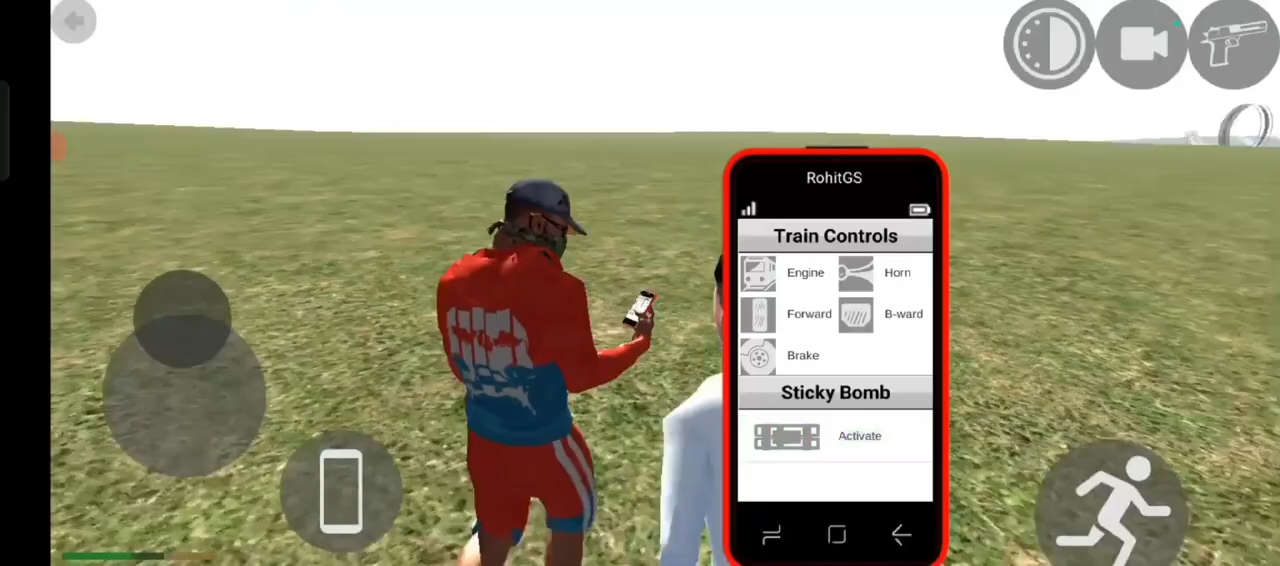 RohitGS
Train Controls
Engine Horn
Forward B-ward
Brake
Sticky Bomb
Activate